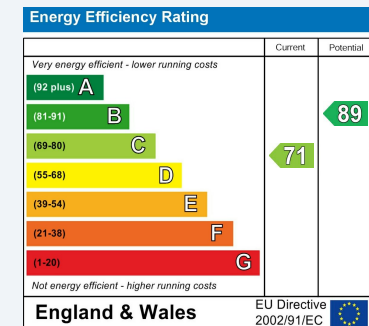 Energy Efficiency Rating
Current Potential
Very energy efficient - lower running costs
(92 plus) A
(81-91) B
89
(69-80) C
71
(55-68) D
(39-54) E
(21-38) F
(1-20) G
Not energy efficient - higher running costs
England & Wales
EU Directive
2002/91/EC